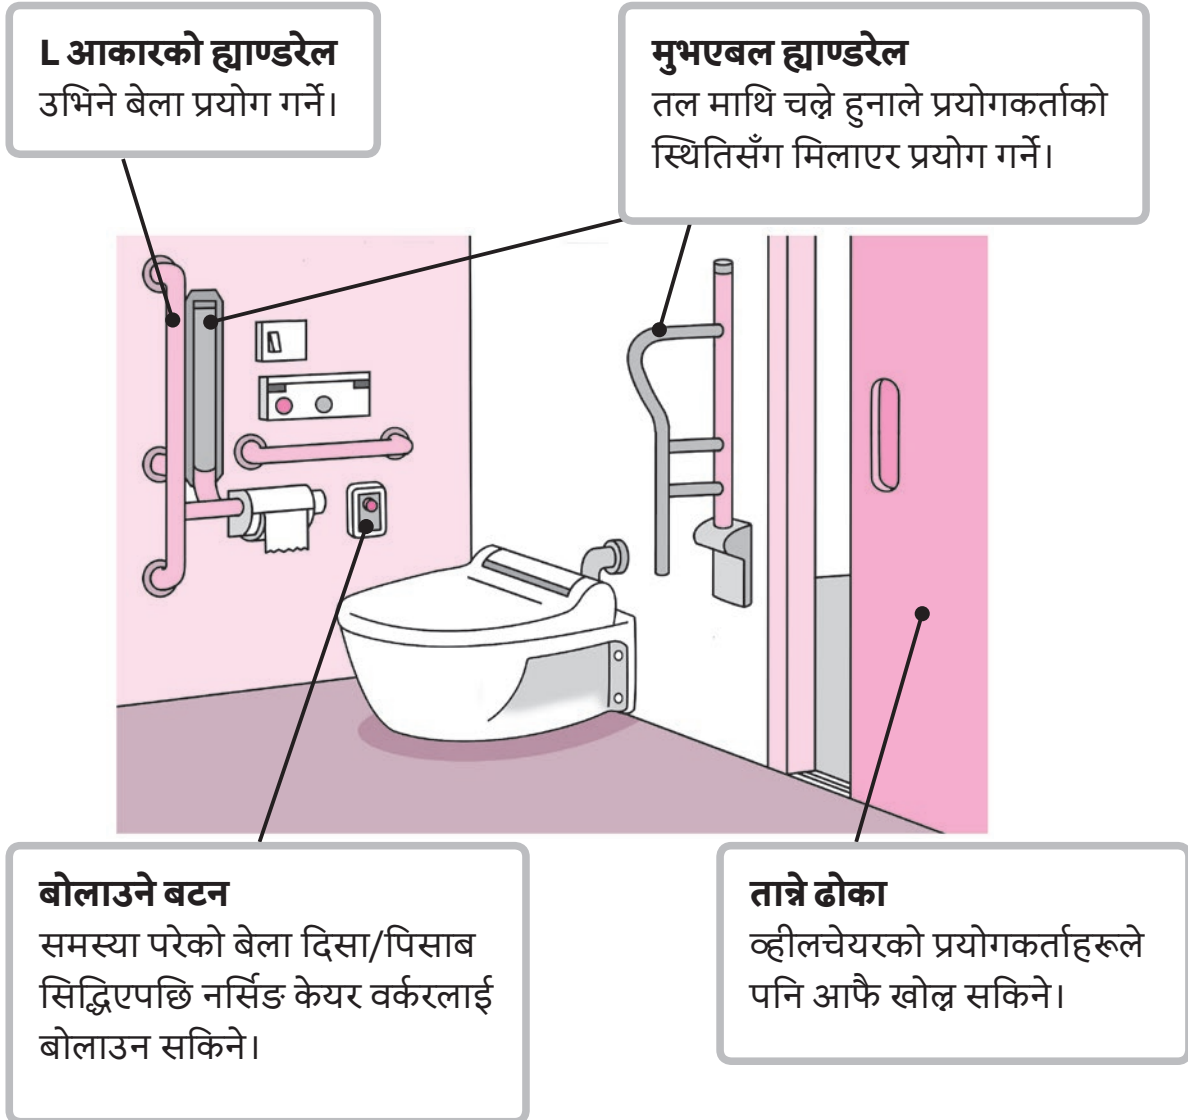 L आकारको ह्याण्डरेल
उभिने बेला प्रयोग गर्ने।
मुभएबल ह्याण्डरेल
तल माथि चल्ने हुनाले प्रयोगकर्ताको
स्थितिसँग मिलाएर प्रयोग गर्ने।
बोलाउने बटन
समस्या परेको बेला दिसा/पिसाब
सिद्धिएपछि नर्सिङ केयर वर्करलाई
बोलाउन सकिने।
तान्ने ढोका
व्हीलचेयरको प्रयोगकर्ताहरूले
पनि आफै खोल्न सकिने।